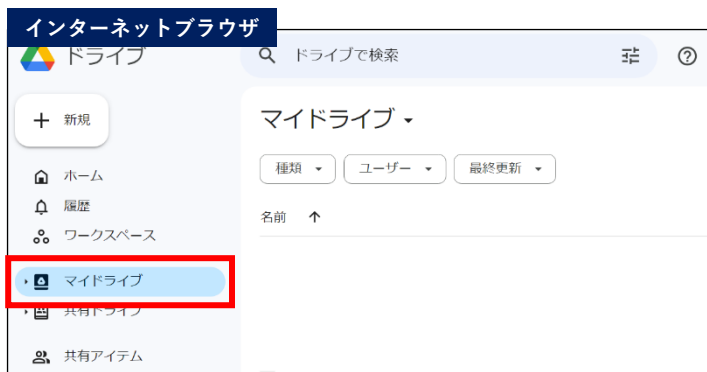 インターネットブラウザ
ドライブ
ドライブで検索
新規
マイドライブ
ホーム
種類
ユーザー
最終更新
履歴
名前
ワークスペース
マイドライブ
共有ドライブ
共有アイテム